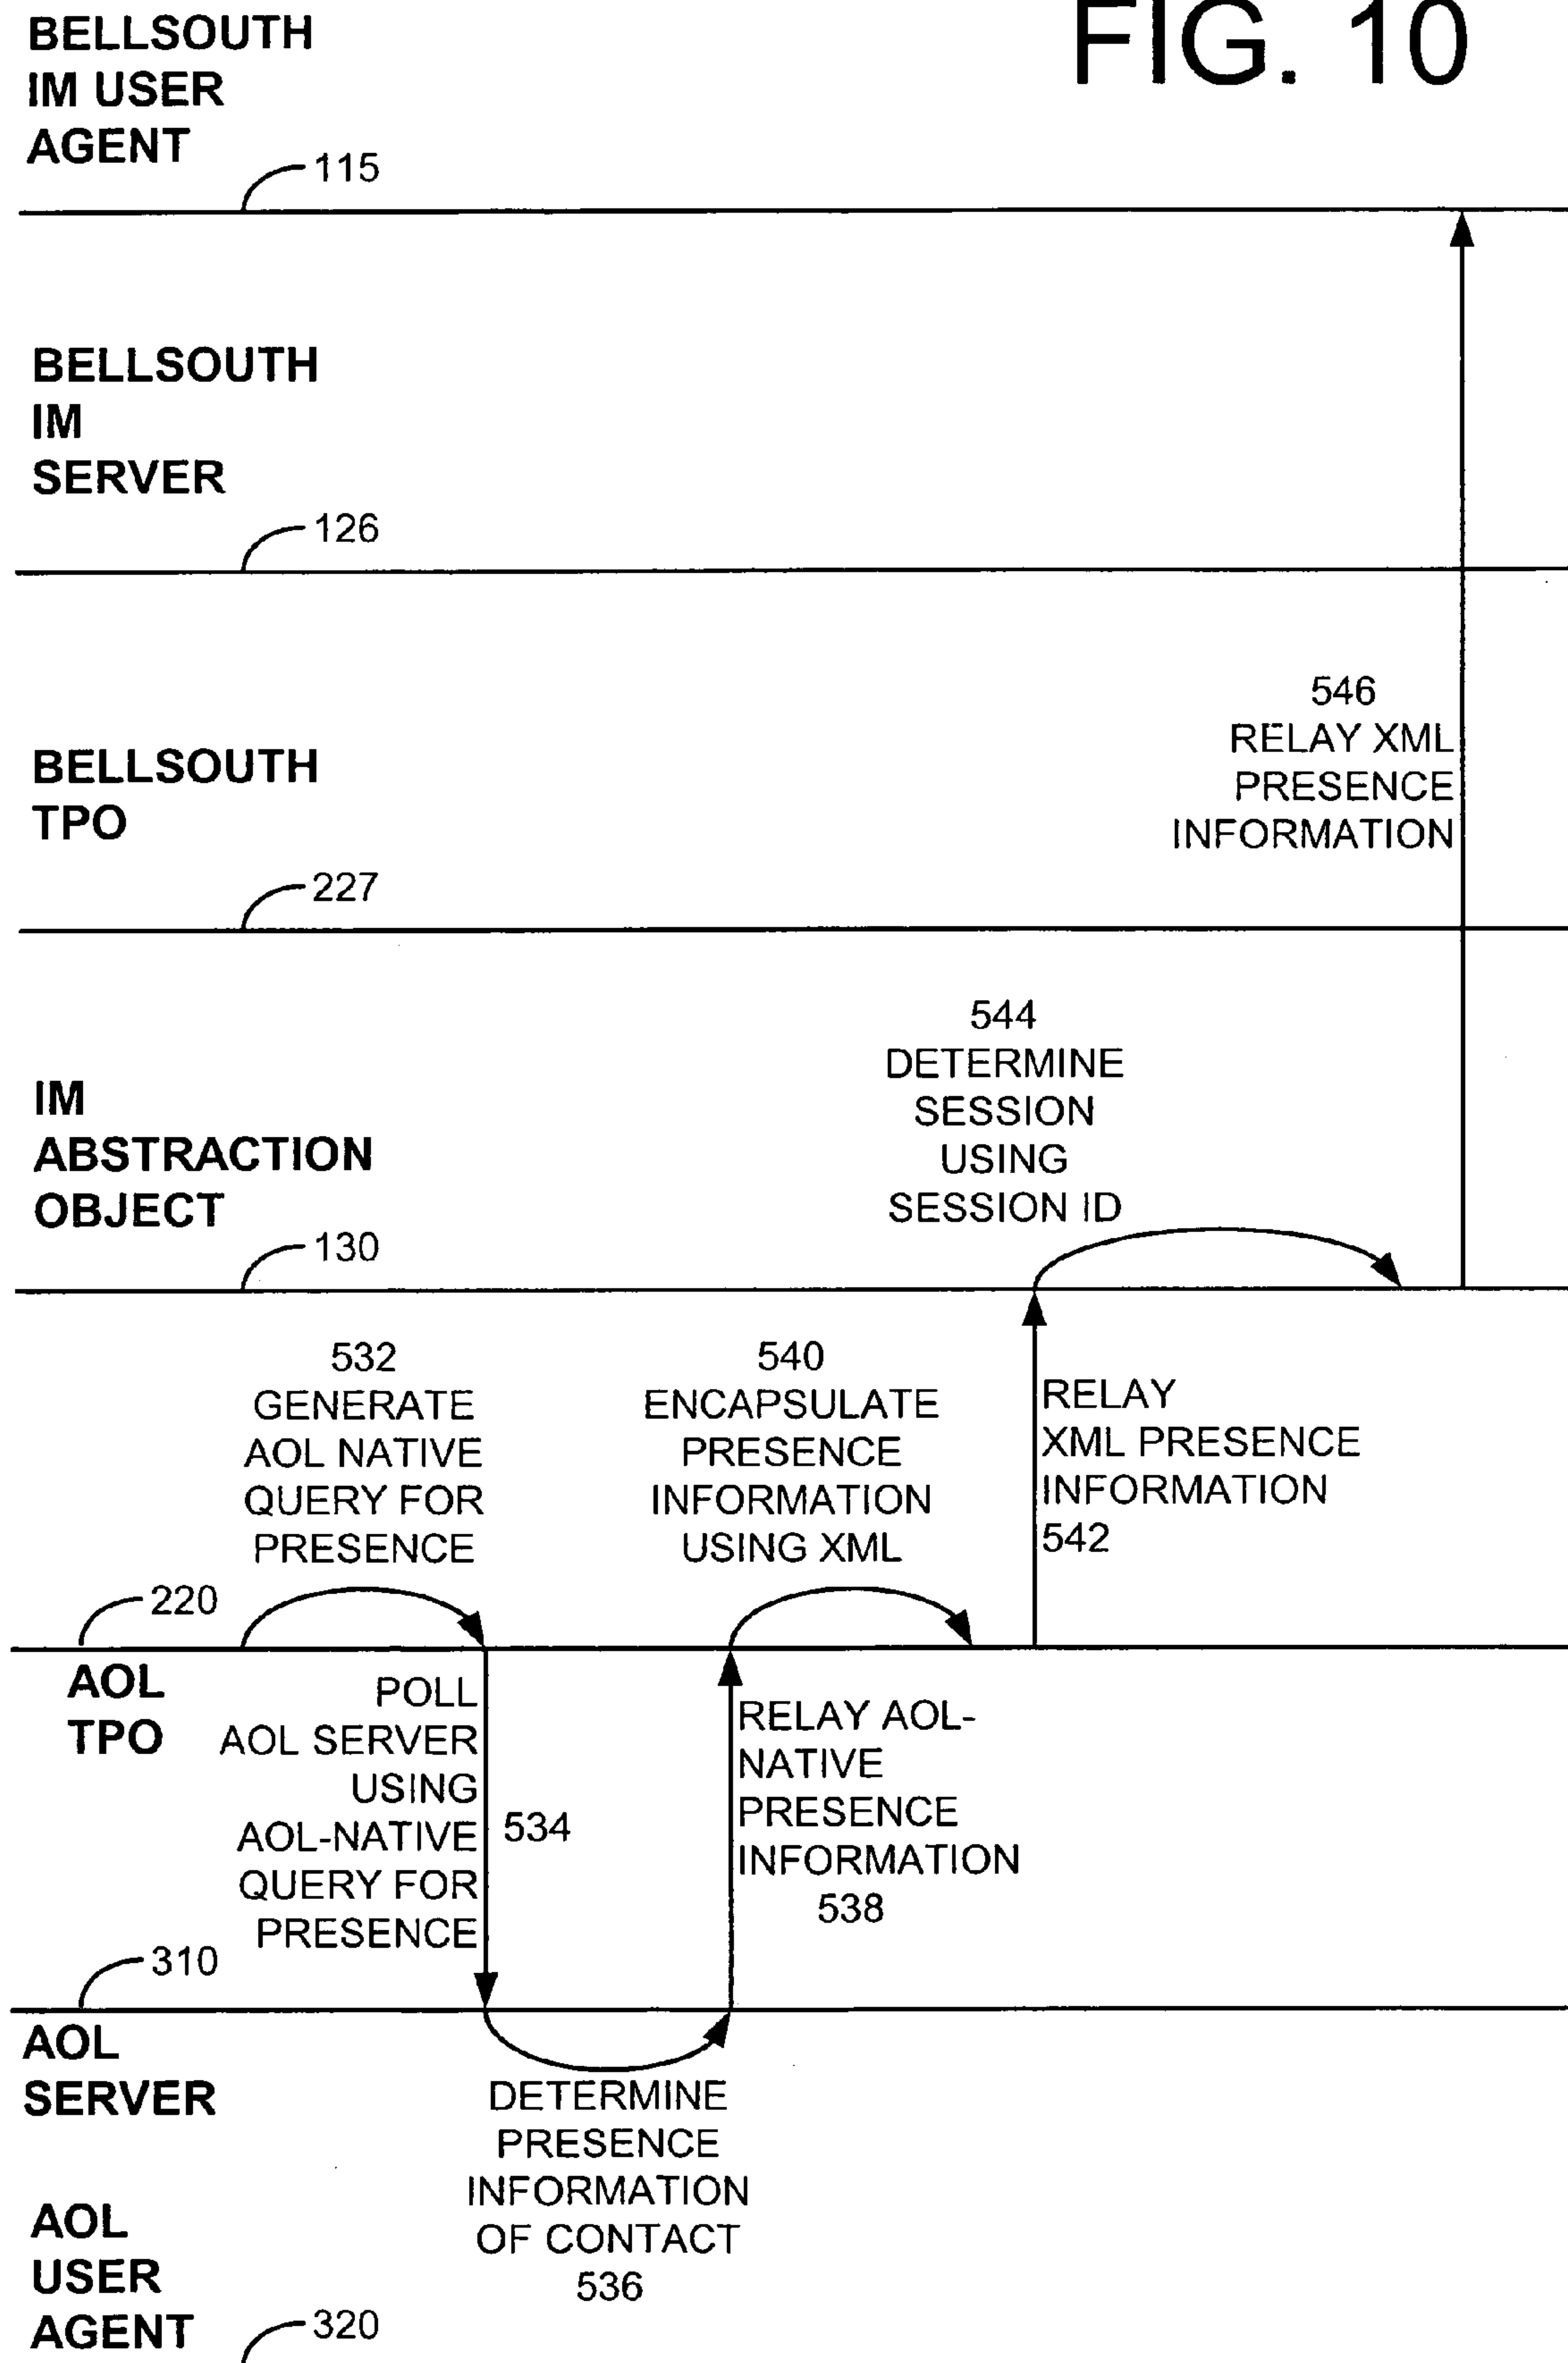 FIG. 10
BELLSOUTH
IM USER
AGENT
115
BELLSOUTH
IM
SERVER
126
546
RELAY XML
PRESENCE
INFORMATION
BELLSOUTH
TPO
227
544
DETERMINE
SESSION
USING
SESSION ID
IM
ABSTRACTION
OBJECT
130
532
GENERATE
AOL NATIVE
QUERY FOR
PRESENCE
540
ENCAPSULATE
PRESENCE
INFORMATION
USING XML
RELAY
XML PRESENCE
INFORMATION
542
220
AOL
TPO
POLL
AOL SERVER
USING
AOL-NATIVE
QUERY FOR
PRESENCE
534
RELAY AOL-
NATIVE
PRESENCE
INFORMATION
538
310
AOL
SERVER
DETERMINE
PRESENCE
INFORMATION
OF CONTACT
536
AOL
USER
AGENT
320